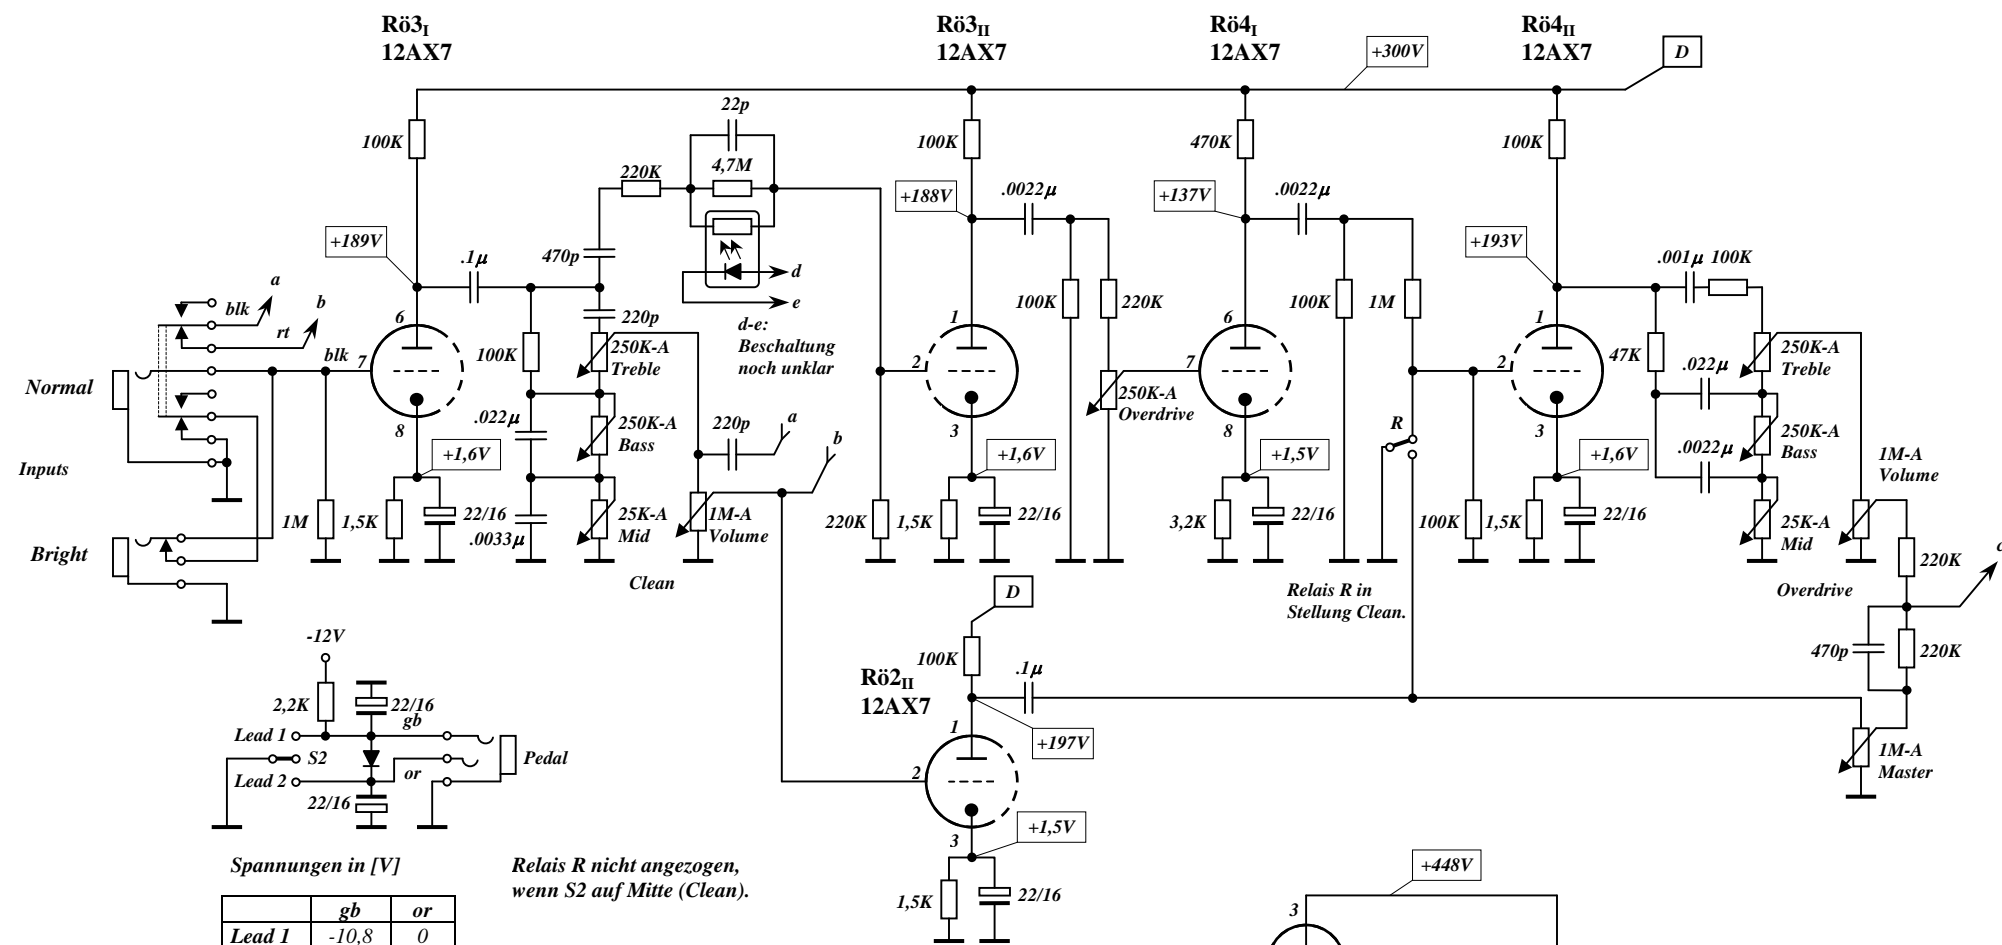 Rö3I
12AX7
Rö3II
12AX7
Rö4I
12AX7
Rö4II
12AX7
+300V
D
22p
100K
4,7M
220K
100K
470K
100K
+188V
.0022µ
+137V
.0022µ
+189V
.1µ
470p
+193V
.001µ 100K
a
b
blk
rt
d
e
220p
d-e:
Beschaltung
noch unklar
100K
220K
100K
1M
6
1
6
1
blk
7
100K
250K-A
Treble
2
7
250K-A
Overdrive
2
47K
.022µ
250K-A
Treble
Normal
8
.022µ
250K-A
Bass
220p
a
b
3
8
R
3
.0022µ
250K-A
Bass
Inputs
+1,6V
+1,6V
+1,5V
+1,6V
1M-A
Volume
1M
1,5K
22/16
.0033µ
25K-A
Mid
1M-A
Volume
220K
1,5K
22/16
3,2K
22/16
100K
1,5K
22/16
25K-A
Mid
Bright
Clean
220K
c
D
Relais R in
Stellung Clean.
Overdrive
-12V
100K
.1µ
470p
220K
Rö2II
12AX7
2,2K
22/16
gb
Lead 1
S2
Lead 2
or
22/16
Pedal
1
+197V
2
1M-A
Master
3
+1,5V
Spannungen in [V]
Relais R nicht angezogen,
wenn S2 auf Mitte (Clean).
+448V
1,5K
22/16
3
gb or
Lead 1 -10,8 0